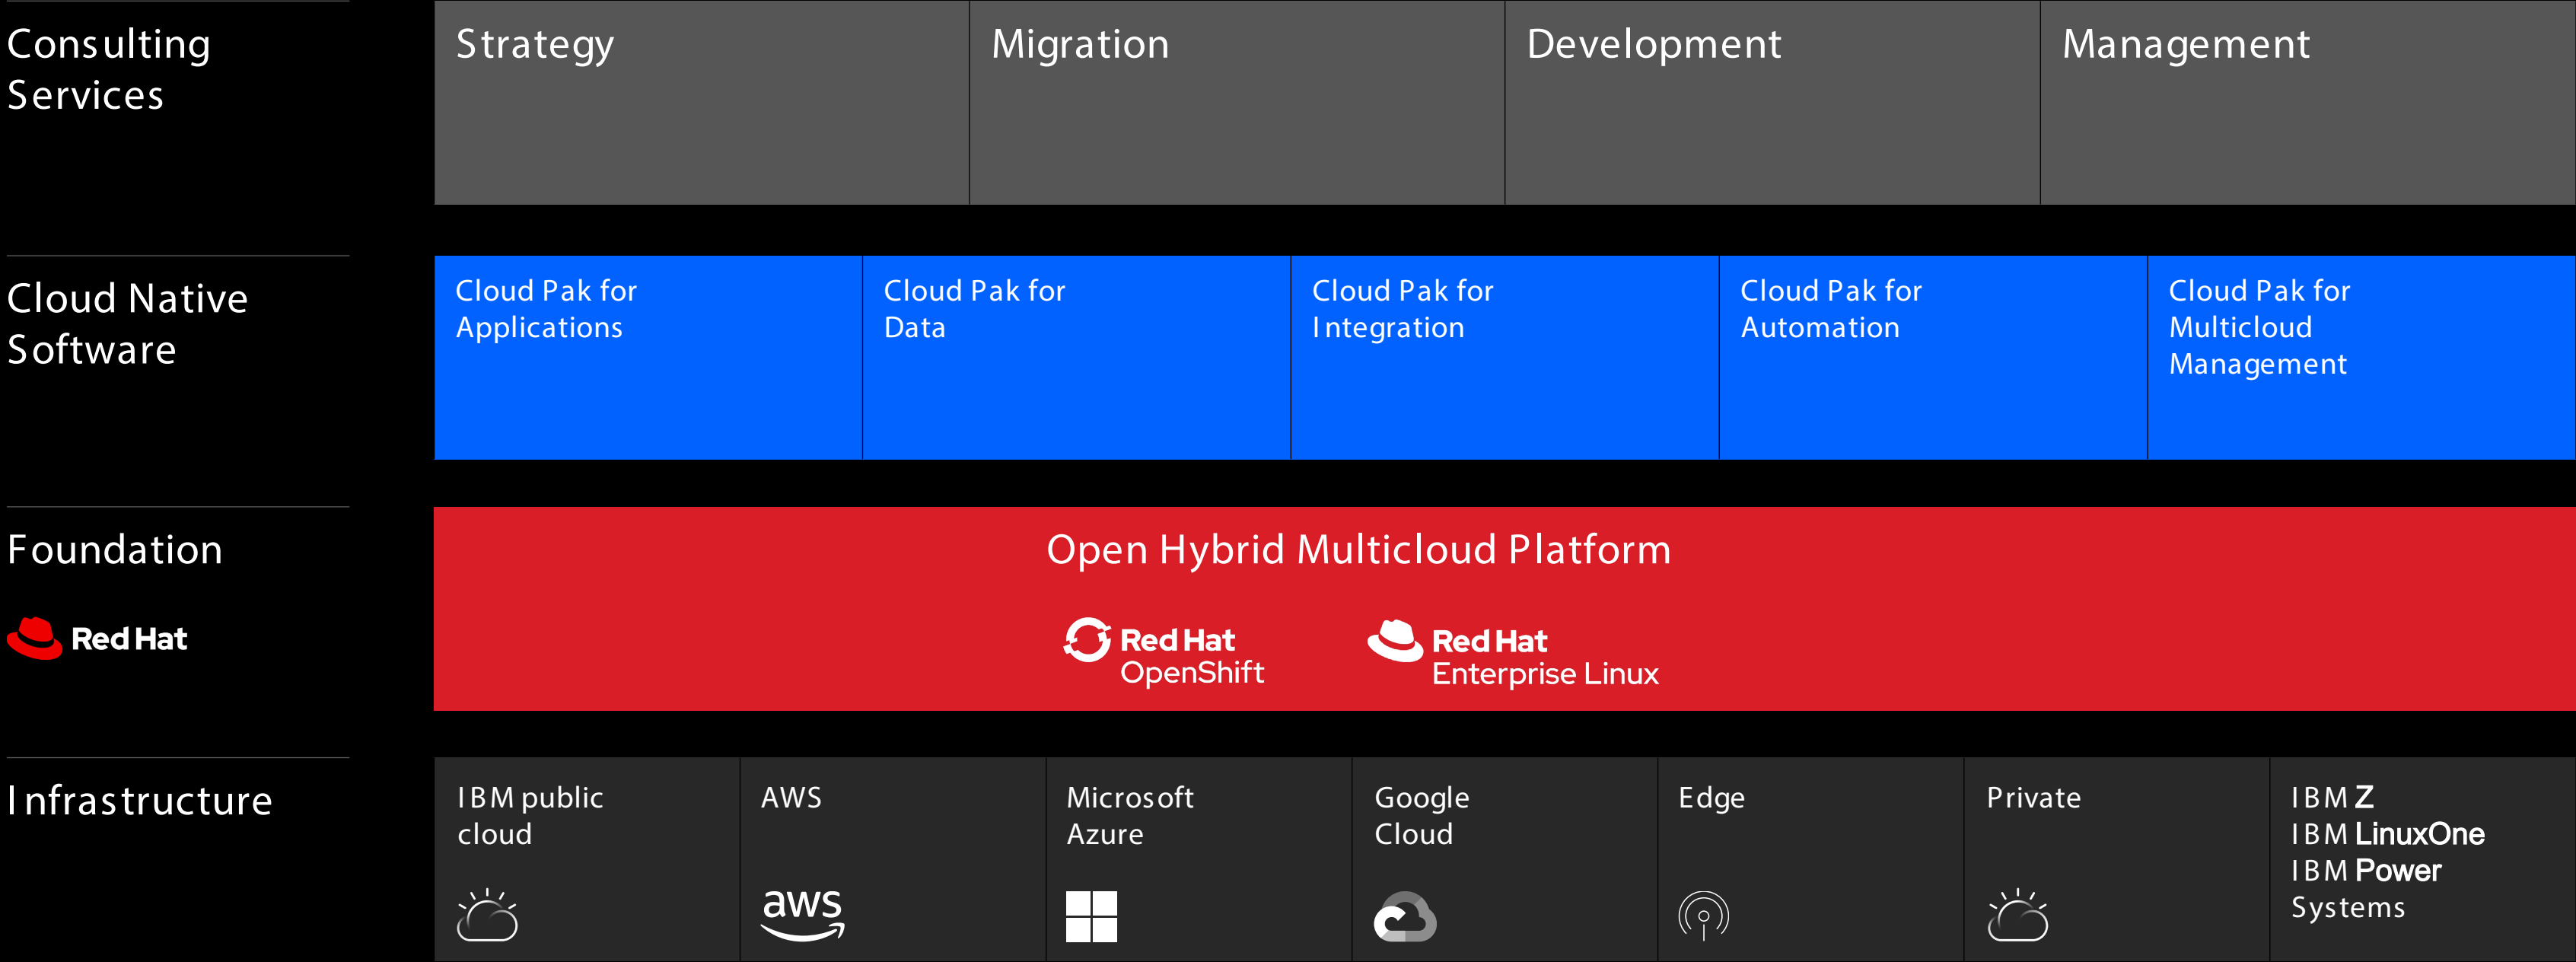 Consulting
Services
Strategy
Migration
Development
Management
Cloud Native
Software
Cloud Pak for
Applications
Cloud Pak for
Data
Cloud Pak for
Integration
Cloud Pak for
Automation
Cloud Pak for
Multicloud
Management
Foundation
Red Hat
Open Hybrid Multicloud Platform
Red Hat
OpenShift
Red Hat
Enterprise Linux
Infrastructure
IBM public
cloud
AWS
aws
Microsoft
Azure
Google
Cloud
Edge
Private
IBM Z
IBM LinuxOne
IBM Power
Systems